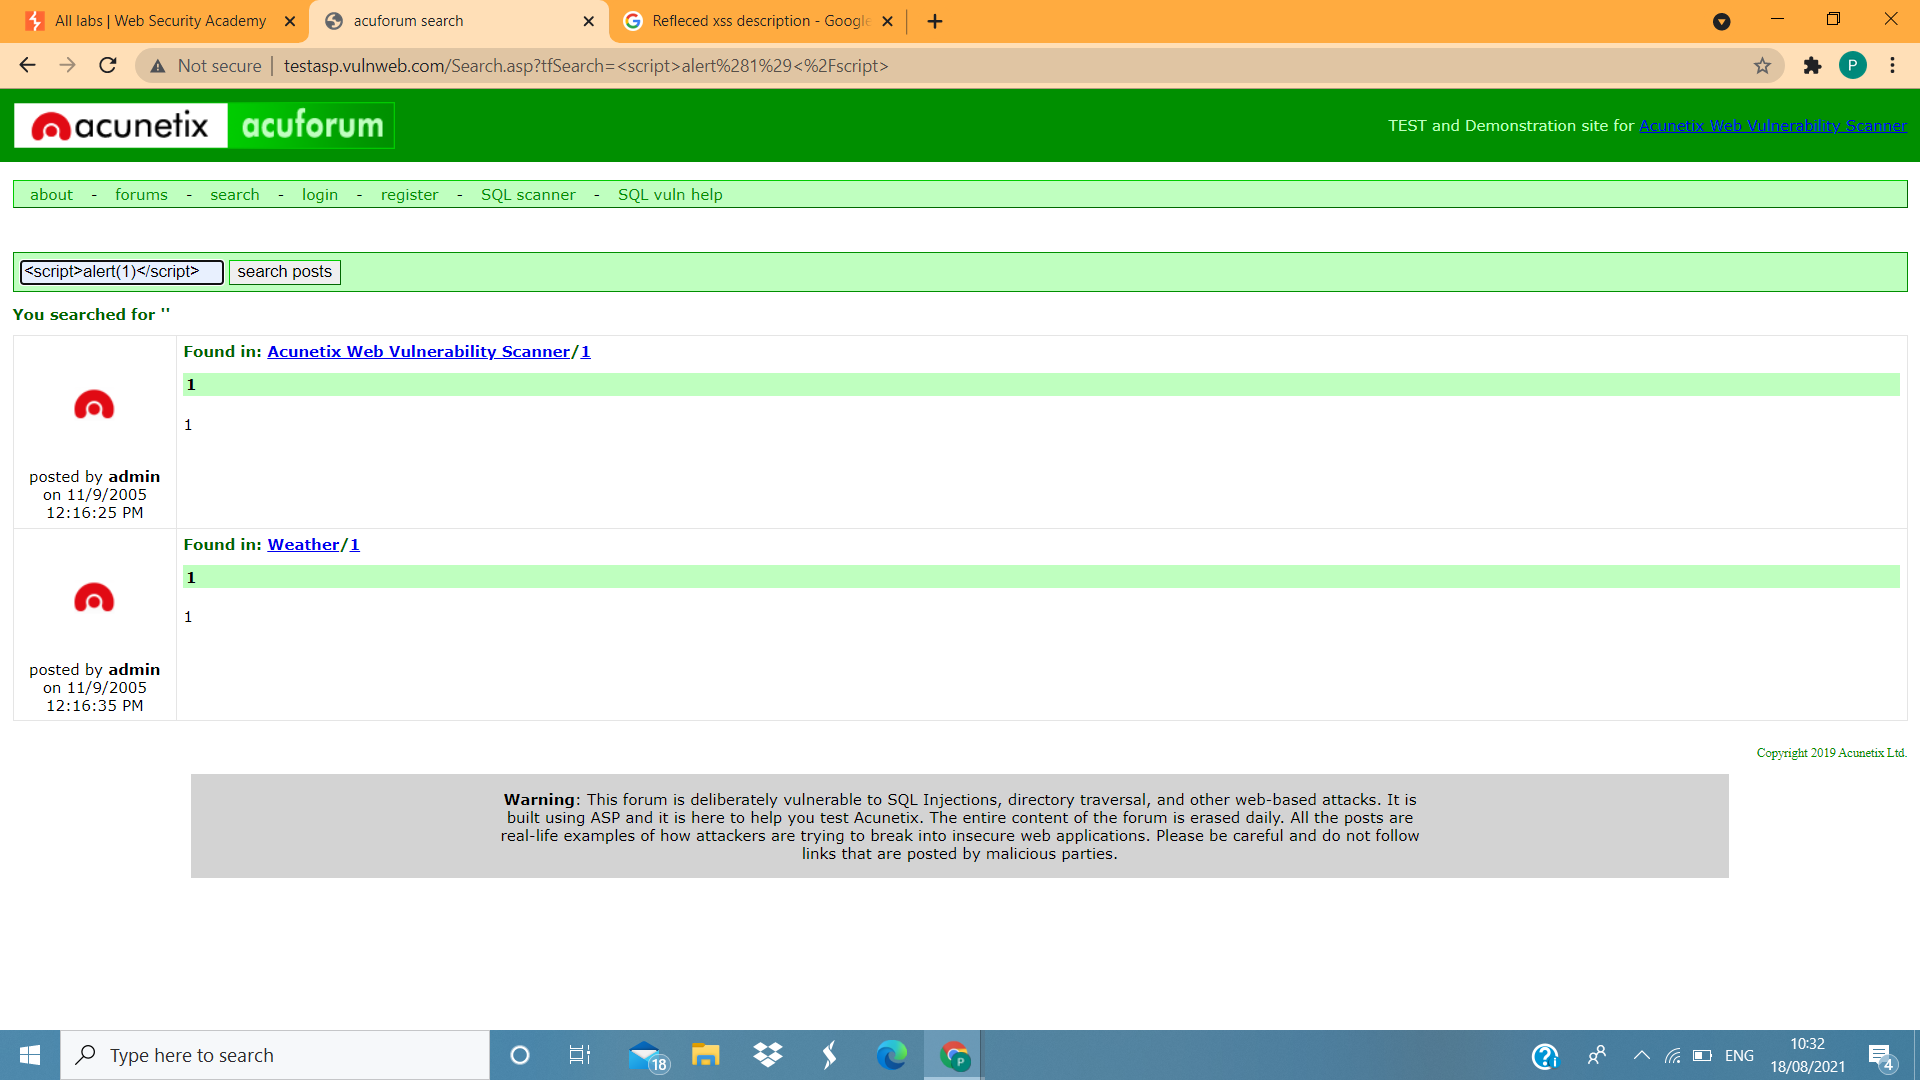 All labs | Web Security Academy
acuforum search
Refleced xss description - Google
Not secure
testasp.vulnweb.com/Search.asp?tfSearch=<script>alert%281%29<%2Fscript>
P
acunetix
acuforum
TEST and Demonstration site for Acunetix Web Vulnerability Scanner
about - forums - search - login - register - SQL scanner - SQL vuln help
<script>alert(1)</script>
search posts
You searched for ''
Found in: Acunetix Web Vulnerability Scanner/1
1
1
posted by admin
on 11/9/2005
12:16:25 PM
Found in: Weather/1
1
1
posted by admin
on 11/9/2005
12:16:35 PM
Copyright 2019 Acunetix Ltd.
Warning: This forum is deliberately vulnerable to SQL Injections, directory traversal, and other web-based attacks. It is
built using ASP and it is here to help you test Acunetix. The entire content of the forum is erased daily. All the posts are
real-life examples of how attackers are trying to break into insecure web applications. Please be careful and do not follow
links that are posted by malicious parties.
Type here to search
18
P
ENG
10:32
18/08/2021
4